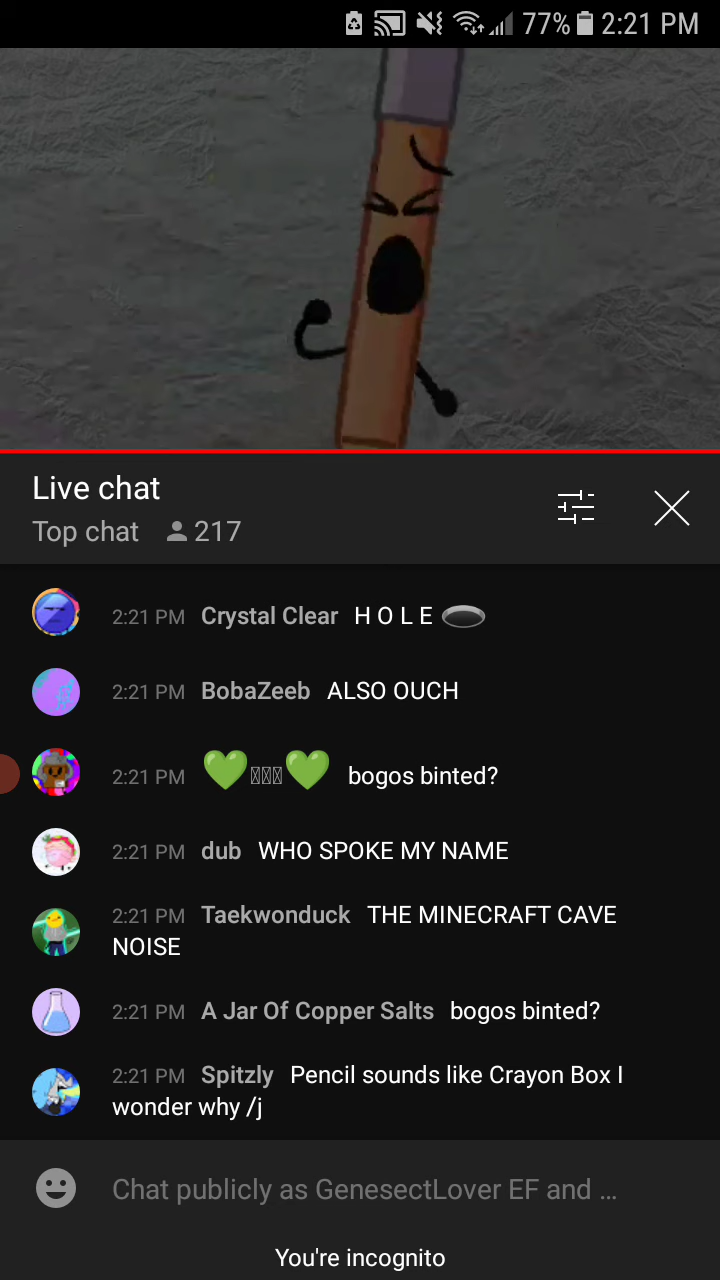 77% 2:21 PM
Live chat
Top chat 217
2:21 PM Crystal Clear H O L E 🕳️
2:21 PM BobaZeeb ALSO OUCH
2:21 PM 💚💚 bogos binted?
2:21 PM dub WHO SPOKE MY NAME
2:21 PM Taekwonduck THE MINECRAFT CAVE
NOISE
2:21 PM A Jar Of Copper Salts bogos binted?
2:21 PM Spitzly Pencil sounds like Crayon Box I
wonder why /j
Chat publicly as GenesectLover EF and ...
You're incognito